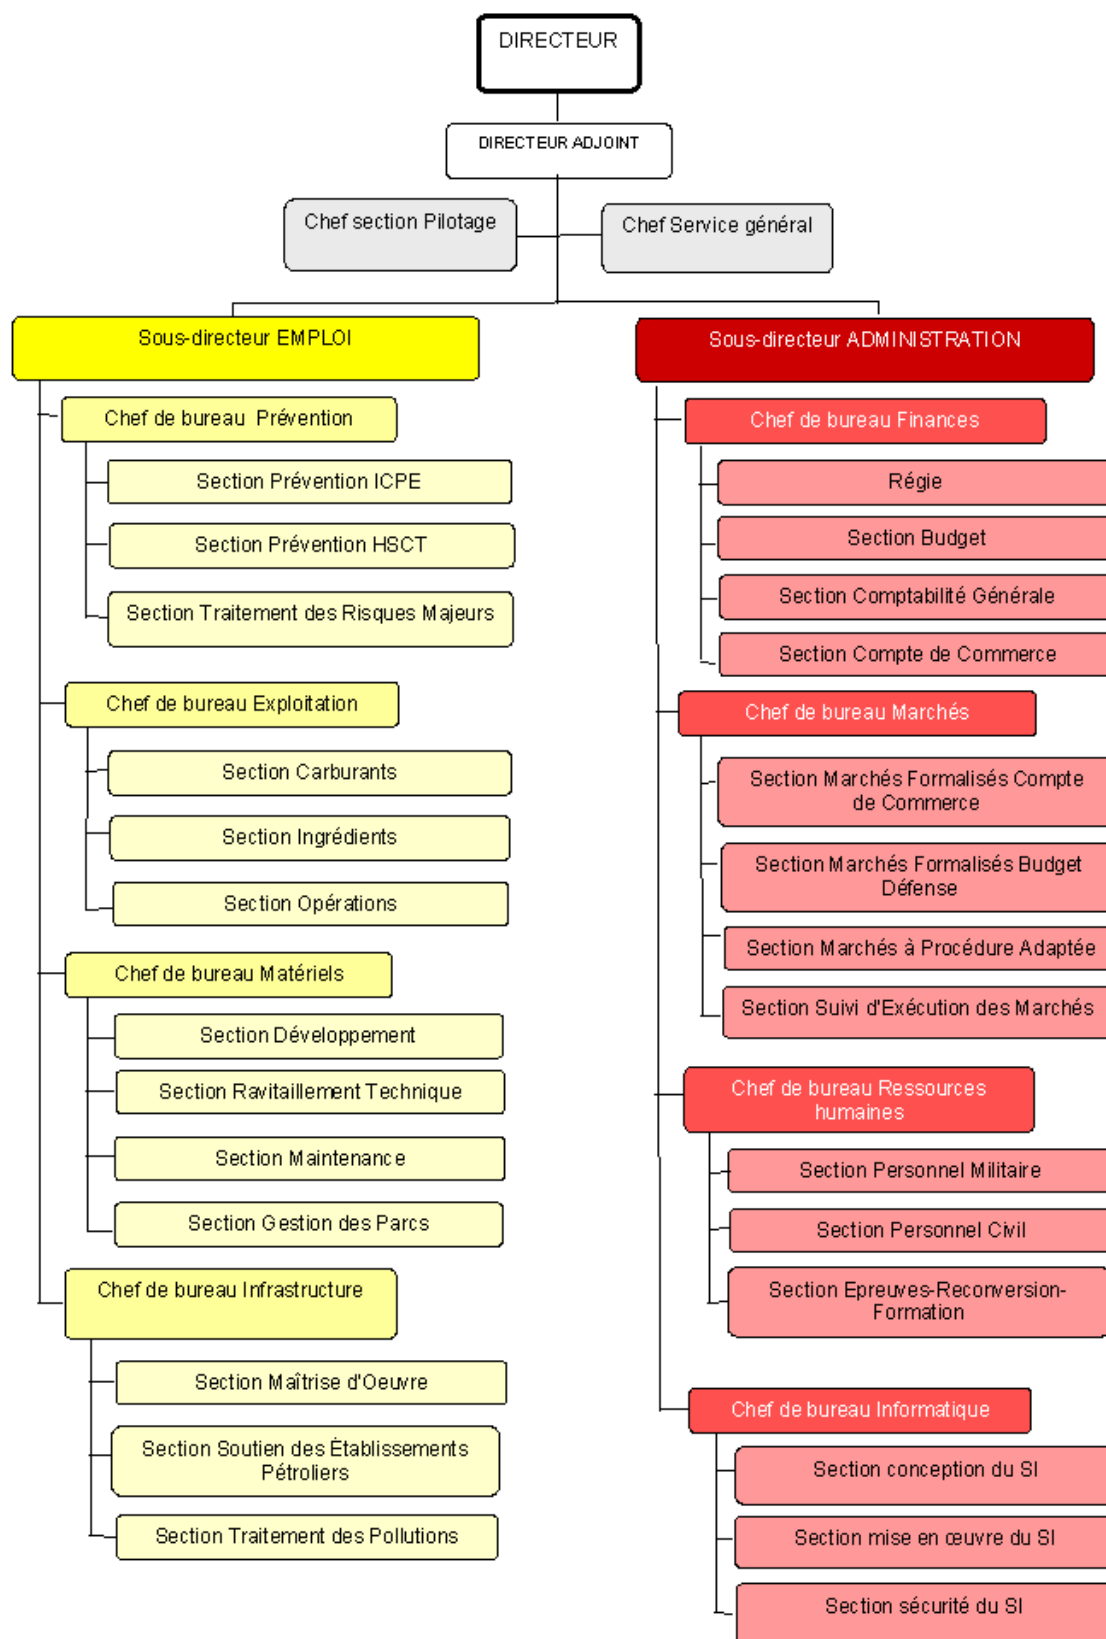 DIRECTEUR
DIRECTEUR ADJOINT
Chef section Pilotage
Chef Service général
Sous-directeur EMPLOI
Chef de bureau Prévention
Section Prévention ICPE
Section Prévention HSCT
Section Traitement des Risques Majeurs
Chef de bureau Exploitation
Section Carburants
Section Ingrédients
Section Opérations
Chef de bureau Matériels
Section Développement
Section Ravitaillement Technique
Section Maintenance
Section Gestion des Parcs
Chef de bureau Infrastructure
Section Maîtrise d'Oeuvre
Section Soutien des Établissements
Pétroliers
Section Traitement des Pollutions
Sous-directeur ADMINISTRATION
Chef de bureau Finances
Régie
Section Budget
Section Comptabilité Générale
Section Compte de Commerce
Chef de bureau Marchés
Section Marchés Formalisés Compte
de Commerce
Section Marchés Formalisés Budget
Défense
Section Marchés à Procédure Adaptée
Section Suivi d'Exécution des Marchés
Chef de bureau Ressources
humaines
Section Personnel Militaire
Section Personnel Civil
Section Epreuves-Reconversion-
Formation
Chef de bureau Informatique
Section conception du SI
Section mise en œuvre du SI
Section sécurité du SI